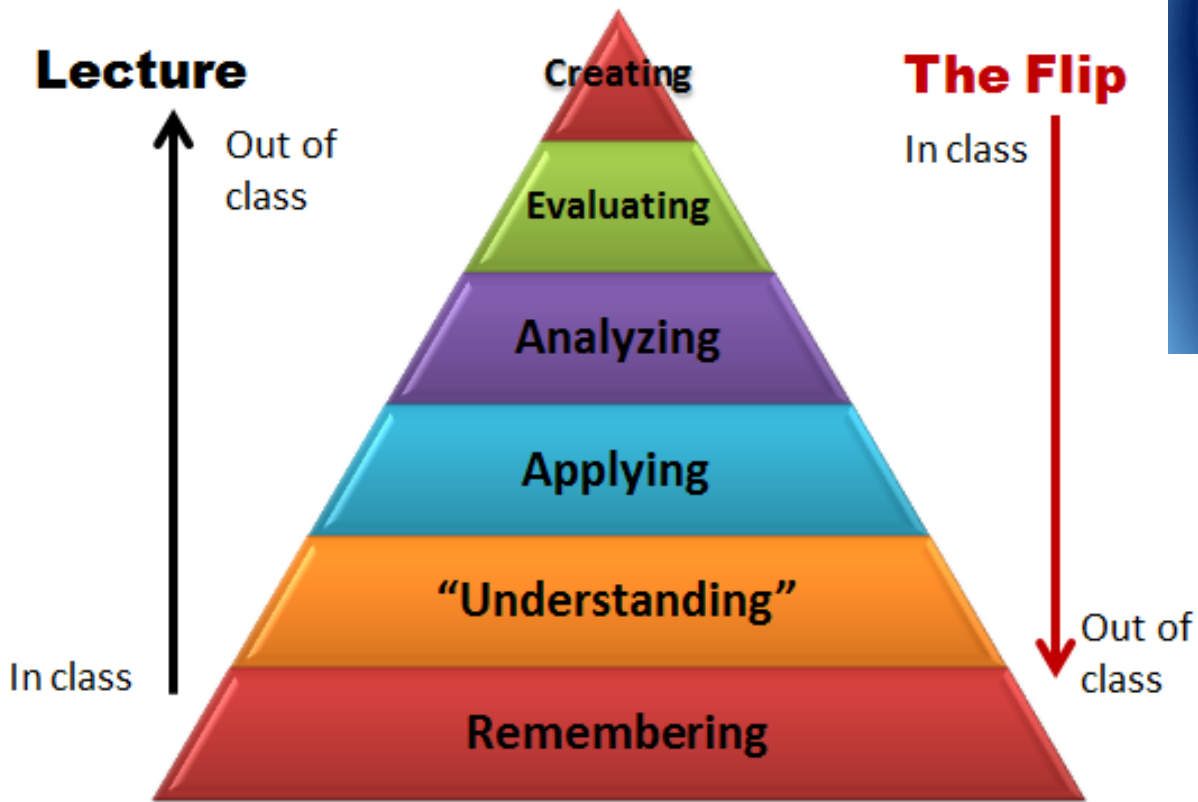 Lecture
Out of
class
In class
Creating
Evaluating
Analyzing
Applying
“Understanding”
Remembering
The Flip
In class
Out of
class